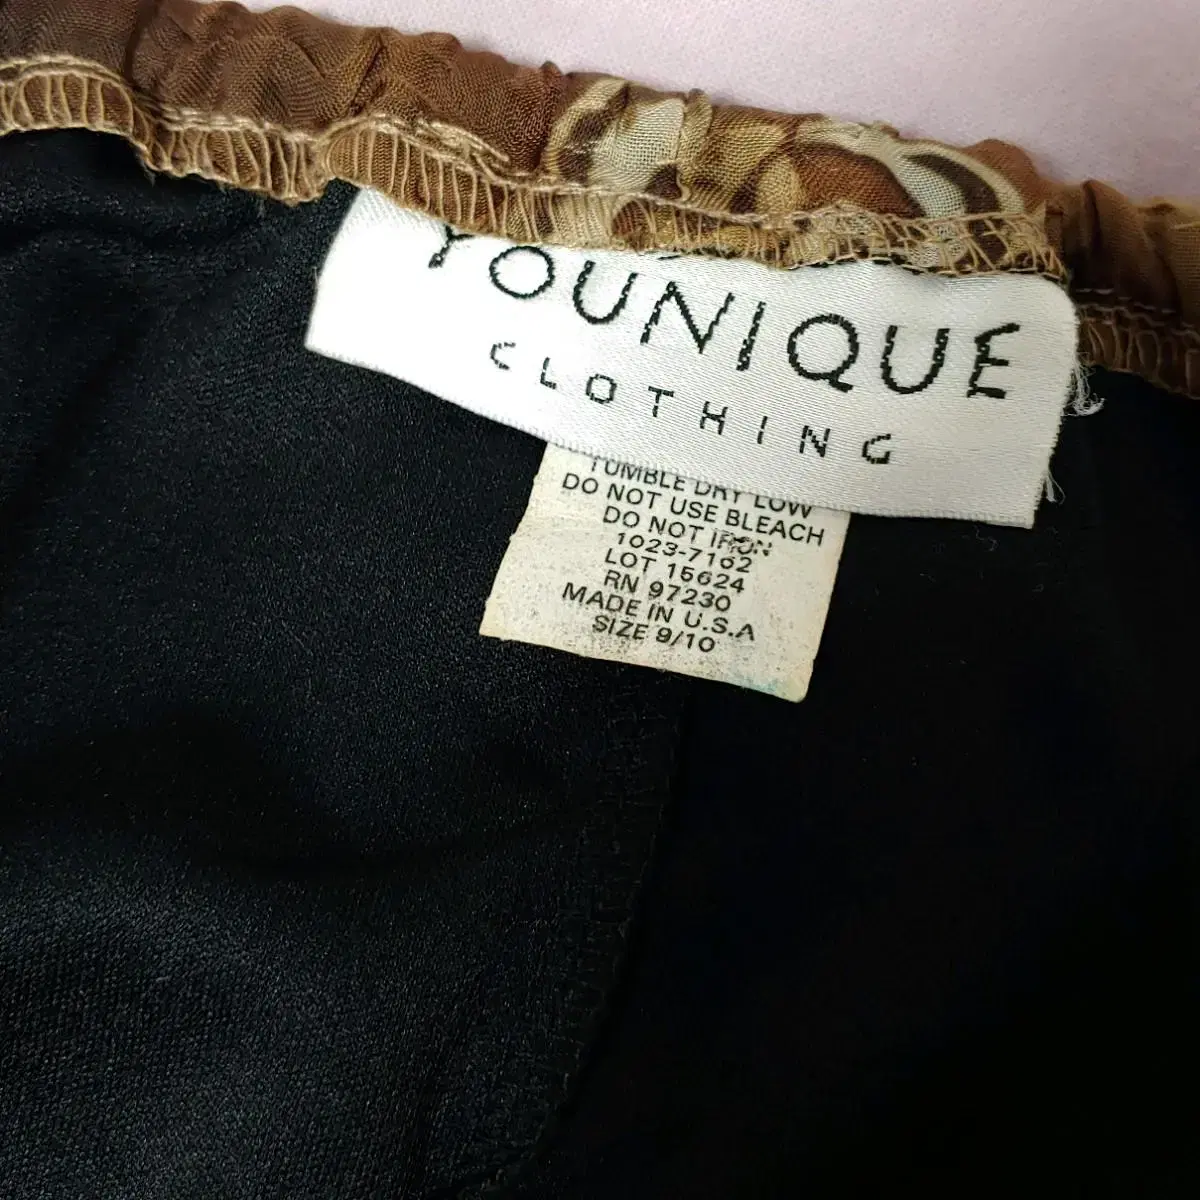 YOUNIQUE
CLOTHING
TUMBLE DRY LOW
DO NOT USE BLEACH
DO NOT IRON
1023-7162
LOT 15624
RN 97230
MADE IN U.S.A
SIZE 9/10